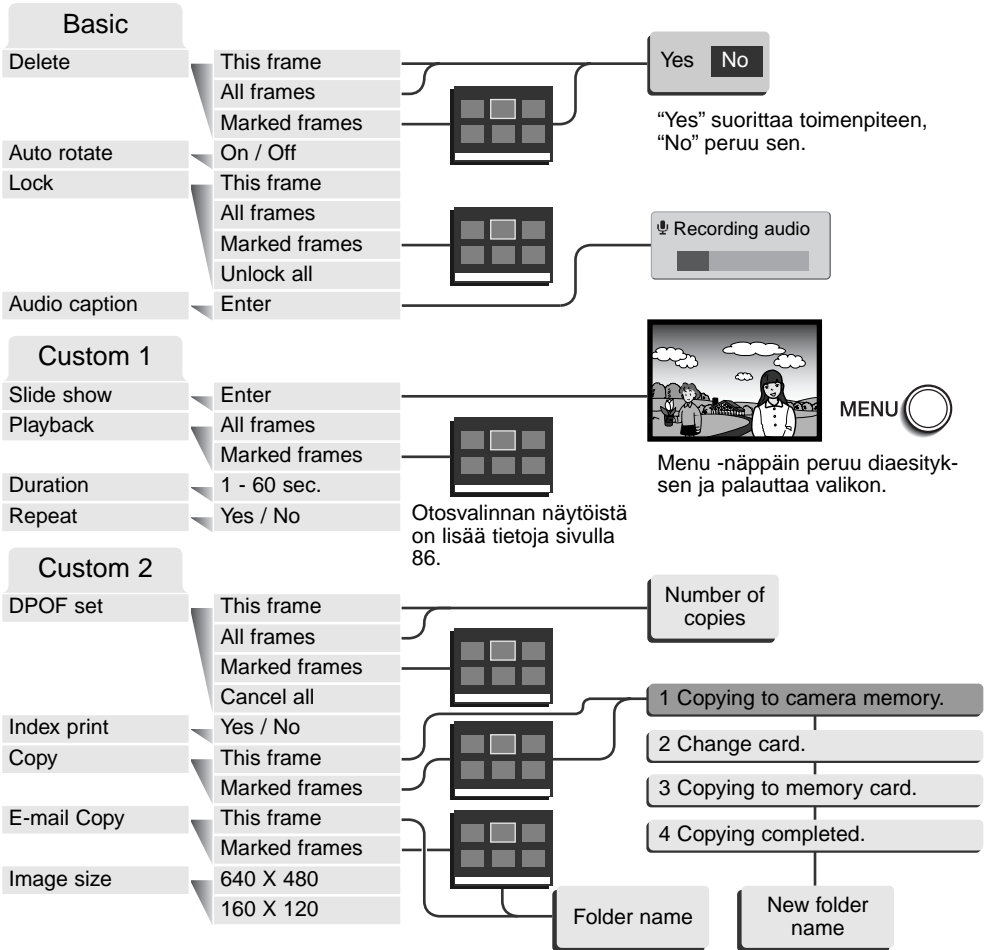 Basic
Delete
This frame
All frames
Marked frames
Yes No
“Yes” suorittaa toimenpiteen,
“No” peruu sen.
Auto rotate
On / Off
Lock
This frame
All frames
Marked frames
Unlock all
Recording audio
Audio caption
Enter
Custom 1
Slide show
Enter
Playback
All frames
Marked frames
Duration
1 - 60 sec.
Repeat
Yes / No
MENU
Menu -näppäin peruu diaesityk-
sen ja palauttaa valikon.
Otosvalinnan näytöistä
on lisää tietoja sivulla
86.
Custom 2
DPOF set
This frame
All frames
Marked frames
Cancel all
Number of
copies
Index print
Yes / No
Copy
This frame
Marked frames
1 Copying to camera memory.
2 Change card.
3 Copying to memory card.
4 Copying completed.
E-mail Copy
This frame
Marked frames
Image size
640 X 480
160 X 120
Folder name
New folder
name